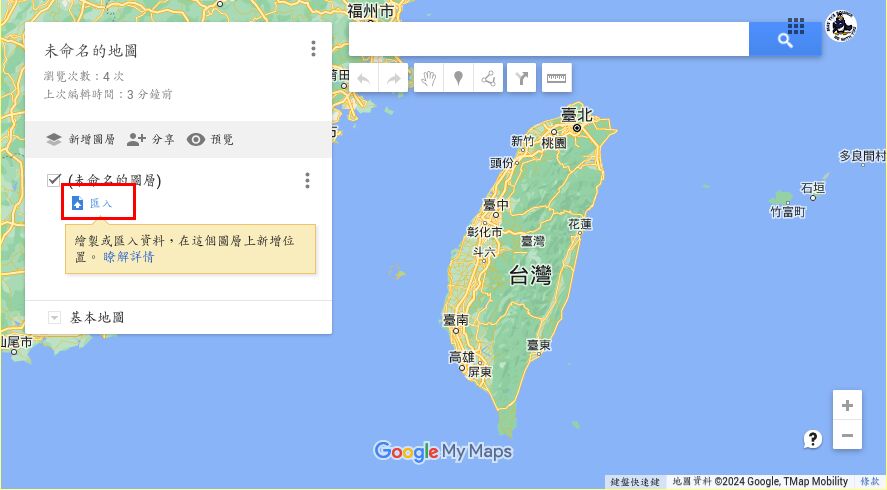 未命名的地圖
瀏覽次數：4 次
上次編輯時間：3 分鐘前
新增圖層 分享 預覽
(未命名的圖層)
匯入
繪製或匯入資料，在這個圖層上新增位
置。 瞭解詳情
基本地圖
福州市
莆田
臺北
新竹 桃園
頭份
多良間村
石垣
竹富町
臺中
花蓮
彰化市
臺灣
斗六
台灣
臺南
臺東
高雄
屏東
汕尾市
Google My Maps
?
鍵盤快速鍵 地圖資料 ©2024 Google, TMap Mobility 條款